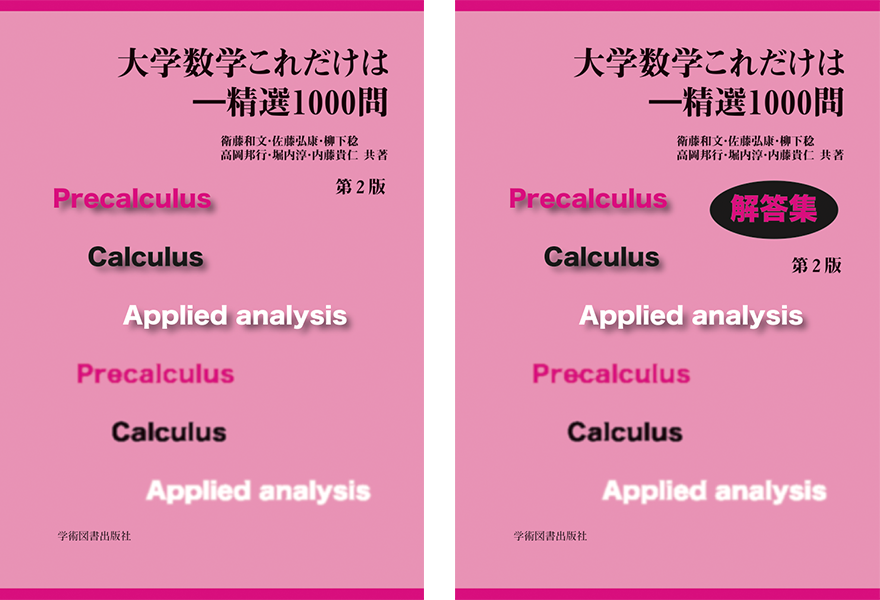 大学数学これだけは
―精選1000問
衛藤和文・佐藤弘康・柳下稔
高岡邦行・堀内淳・内藤貴仁 共著
第2版
Precalculus
Calculus
Applied analysis
Precalculus
Calculus
Applied analysis
学術図書出版社
大学数学これだけは
―精選1000問
衛藤和文・佐藤弘康・柳下稔
高岡邦行・堀内淳・内藤貴仁 共著
Precalculus
解答集
Calculus
第2版
Applied analysis
Precalculus
Calculus
Applied analysis
学術図書出版社